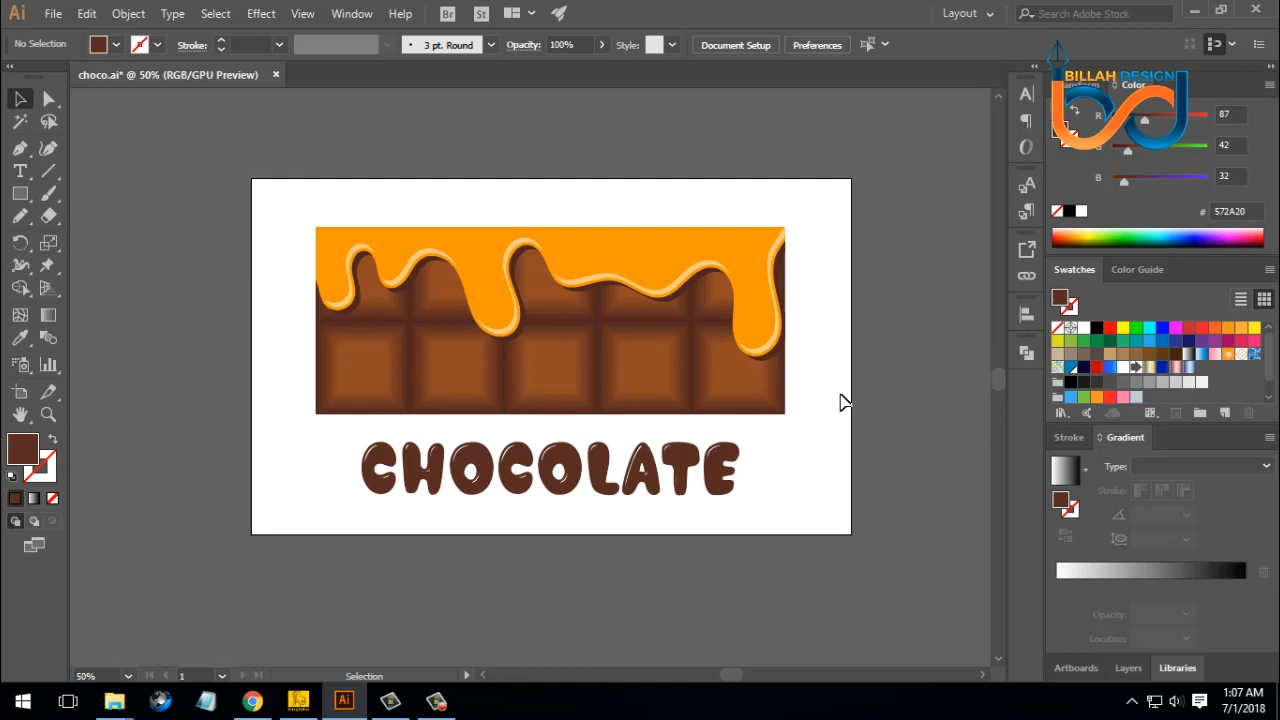 Ai File Edit Object Type Select Effect View Window Help Br St Layout Search Adobe Stock
No Selection Stroke: 3 pt. Round Opacity: 100% Style: Document Setup Preferences
choco.ai* @ 50% (RGB/GPU Preview)
BILLAH DESIGN
Color
R 87
42
B 32
# 572A20
Swatches Color Guide
CHOCOLATE
Stroke Gradient
Type:
Stroke:
Opacity:
Location:
50% 1 Selection
Artboards Layers Libraries
Ai
1:07 AM
7/1/2018